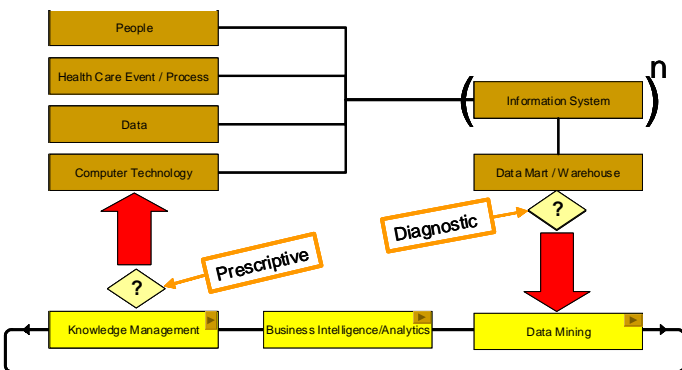 People
Health Care Event / Process
Data
Computer Technology
( Information System )n
Data Mart / Warehouse
?
Diagnostic
Prescriptive
?
Knowledge Management
Business Intelligence/Analytics
Data Mining